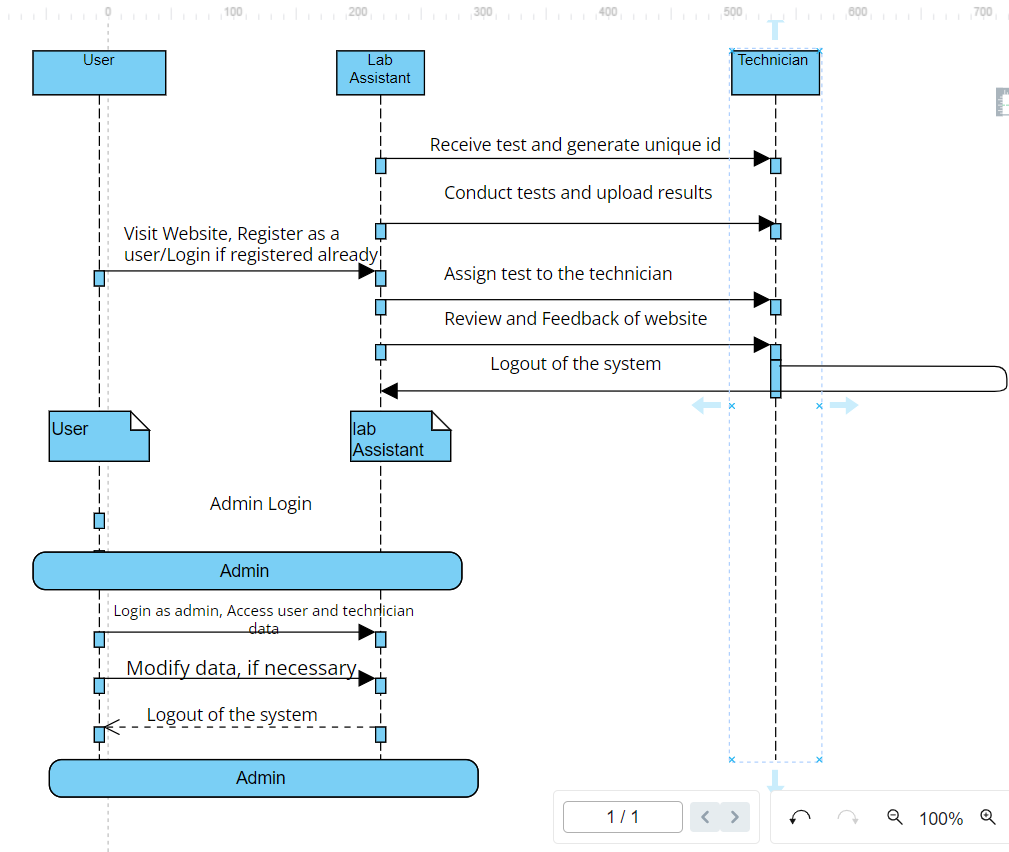 0 100 200 300 400 500 600 700
User
Lab
Assistant
Technician
Receive test and generate unique id
Conduct tests and upload results
Visit Website, Register as a
user/Login if registered already
Assign test to the technician
Review and Feedback of website
Logout of the system
User
lab
Assistant
Admin Login
Admin
Login as admin, Access user and technician
data
Modify data, if necessary
Logout of the system
Admin
1 / 1
100%